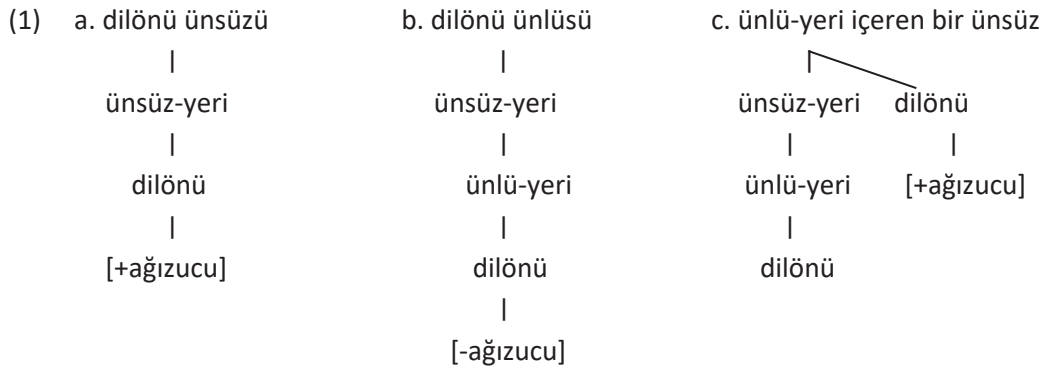 (1) a. dilönü ünsüzü b. dilönü ünlüsü c. ünlü-yeri içeren bir ünsüz
ünsüz-yeri ünsüz-yeri ünsüz-yeri dilönü
dilönü ünlü-yeri ünlü-yeri [+ağızucu]
[+ağızucu] dilönü dilönü
[-ağızucu]